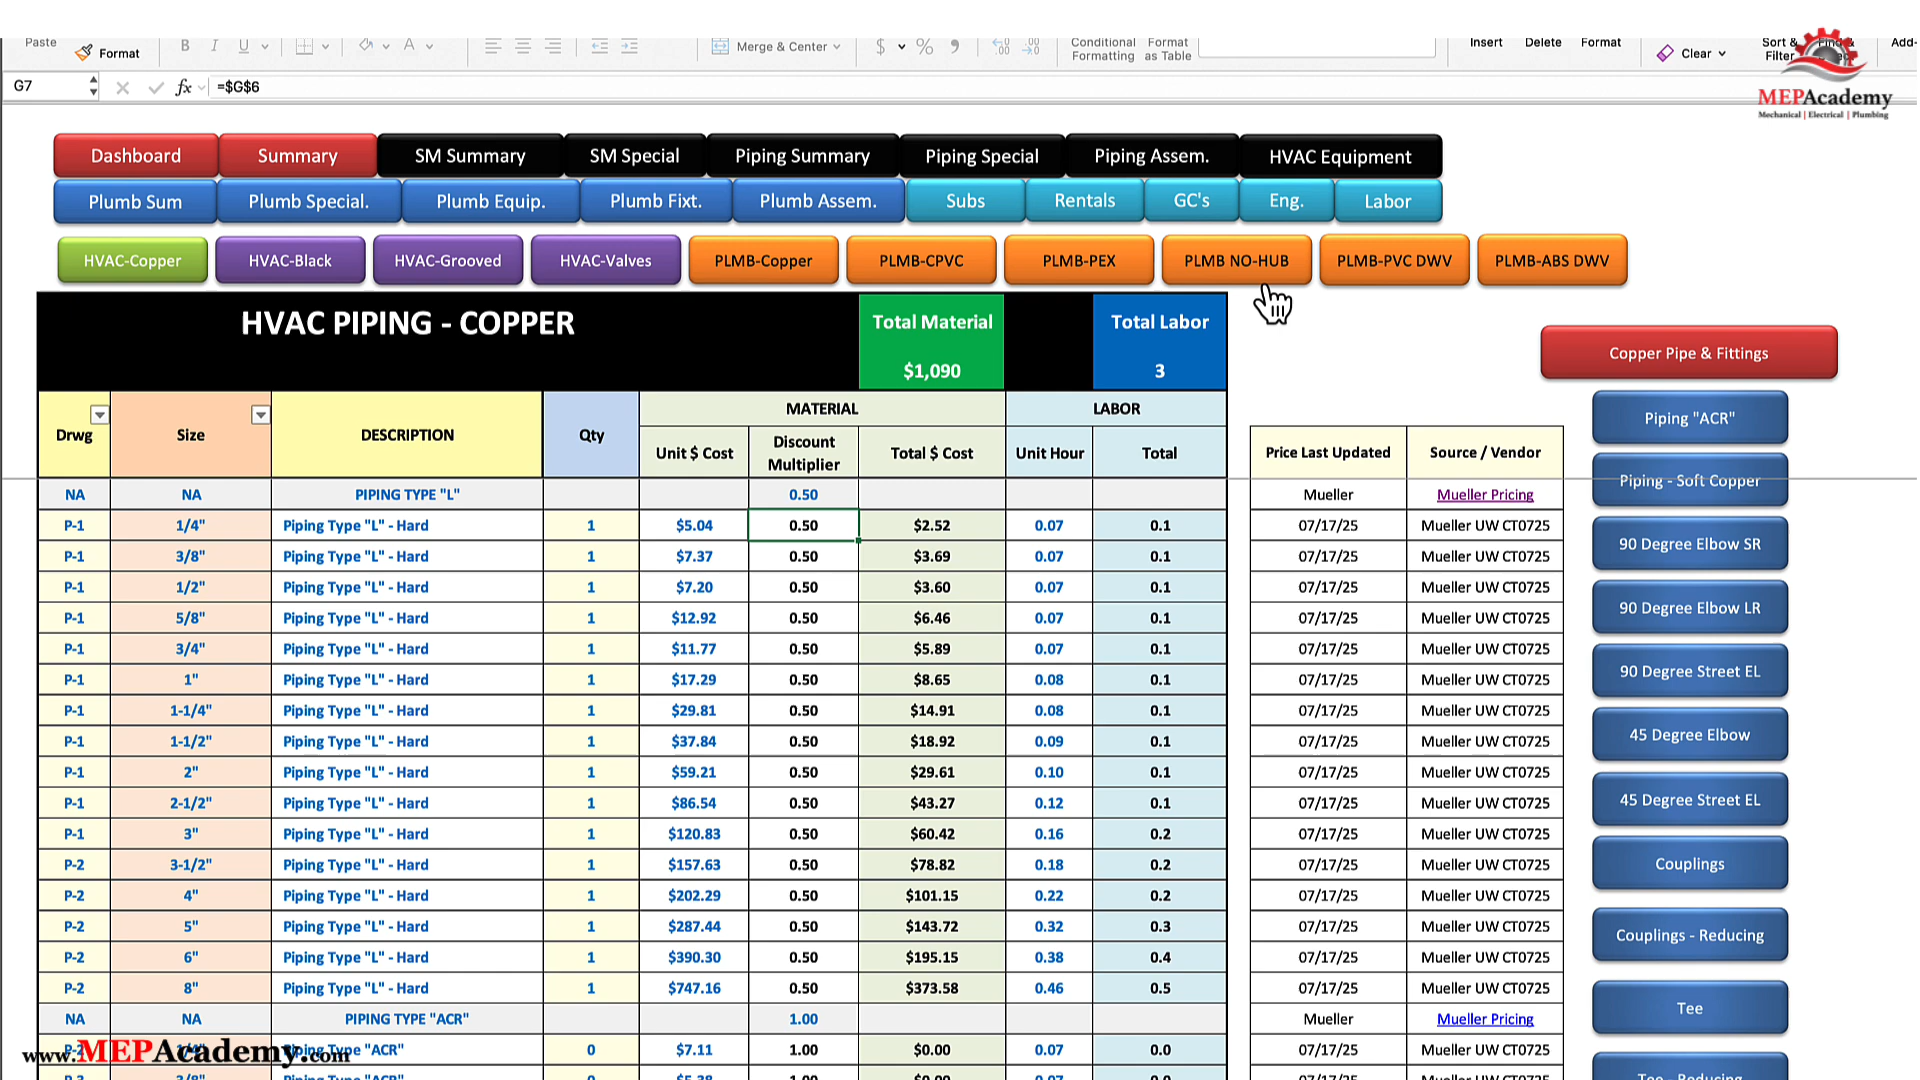 Paste
Format
B I U
A
Merge & Center
$ % 9
.00
Conditional Formatting
Format as Table
Insert
Delete
Format
Clear
Sort & Filter
Add-
MEPAcademy
Mechanical | Electrical | Plumbing
G7 fx =$G$6
Dashboard Summary SM Summary SM Special Piping Summary Piping Special Piping Assem. HVAC Equipment
Plumb Sum Plumb Special. Plumb Equip. Plumb Fixt. Plumb Assem. Subs Rentals GC's Eng. Labor
HVAC-Copper HVAC-Black HVAC-Grooved HVAC-Valves PLMB-Copper PLMB-CPVC PLMB-PEX PLMB NO-HUB PLMB-PVC DWV PLMB-ABS DWV
HVAC PIPING - COPPER
Total Material
$1,090
Total Labor
3
Drwg Size DESCRIPTION Qty
MATERIAL
LABOR
Unit $ Cost Discount Multiplier Total $ Cost Unit Hour Total
Price Last Updated Source / Vendor
NA NA PIPING TYPE "L" 0.50 Mueller Mueller Pricing
P-1 1/4" Piping Type "L" - Hard 1 $5.04 0.50 $2.52 0.07 0.1 07/17/25 Mueller UW CT0725
P-1 3/8" Piping Type "L" - Hard 1 $7.37 0.50 $3.69 0.07 0.1 07/17/25 Mueller UW CT0725
P-1 1/2" Piping Type "L" - Hard 1 $7.20 0.50 $3.60 0.07 0.1 07/17/25 Mueller UW CT0725
P-1 5/8" Piping Type "L" - Hard 1 $12.92 0.50 $6.46 0.07 0.1 07/17/25 Mueller UW CT0725
P-1 3/4" Piping Type "L" - Hard 1 $11.77 0.50 $5.89 0.07 0.1 07/17/25 Mueller UW CT0725
P-1 1" Piping Type "L" - Hard 1 $17.29 0.50 $8.65 0.08 0.1 07/17/25 Mueller UW CT0725
P-1 1-1/4" Piping Type "L" - Hard 1 $29.81 0.50 $14.91 0.08 0.1 07/17/25 Mueller UW CT0725
P-1 1-1/2" Piping Type "L" - Hard 1 $37.84 0.50 $18.92 0.09 0.1 07/17/25 Mueller UW CT0725
P-1 2" Piping Type "L" - Hard 1 $59.21 0.50 $29.61 0.10 0.1 07/17/25 Mueller UW CT0725
P-1 2-1/2" Piping Type "L" - Hard 1 $86.54 0.50 $43.27 0.12 0.1 07/17/25 Mueller UW CT0725
P-1 3" Piping Type "L" - Hard 1 $120.83 0.50 $60.42 0.16 0.2 07/17/25 Mueller UW CT0725
P-2 3-1/2" Piping Type "L" - Hard 1 $157.63 0.50 $78.82 0.18 0.2 07/17/25 Mueller UW CT0725
P-2 4" Piping Type "L" - Hard 1 $202.29 0.50 $101.15 0.22 0.2 07/17/25 Mueller UW CT0725
P-2 5" Piping Type "L" - Hard 1 $287.44 0.50 $143.72 0.32 0.3 07/17/25 Mueller UW CT0725
P-2 6" Piping Type "L" - Hard 1 $390.30 0.50 $195.15 0.38 0.4 07/17/25 Mueller UW CT0725
P-2 8" Piping Type "L" - Hard 1 $747.16 0.50 $373.58 0.46 0.5 07/17/25 Mueller UW CT0725
NA NA PIPING TYPE "ACR" 1.00 Mueller Mueller Pricing
P-2 1/4" Piping Type "ACR" 0 $7.11 1.00 $0.00 0.07 0.0 07/17/25 Mueller UW CT0725
Copper Pipe & Fittings
Piping "ACR"
Piping - Soft Copper
90 Degree Elbow SR
90 Degree Elbow LR
90 Degree Street EL
45 Degree Elbow
45 Degree Street EL
Couplings
Couplings - Reducing
Tee
Tee - Reducing
www.MEPAcademy.com